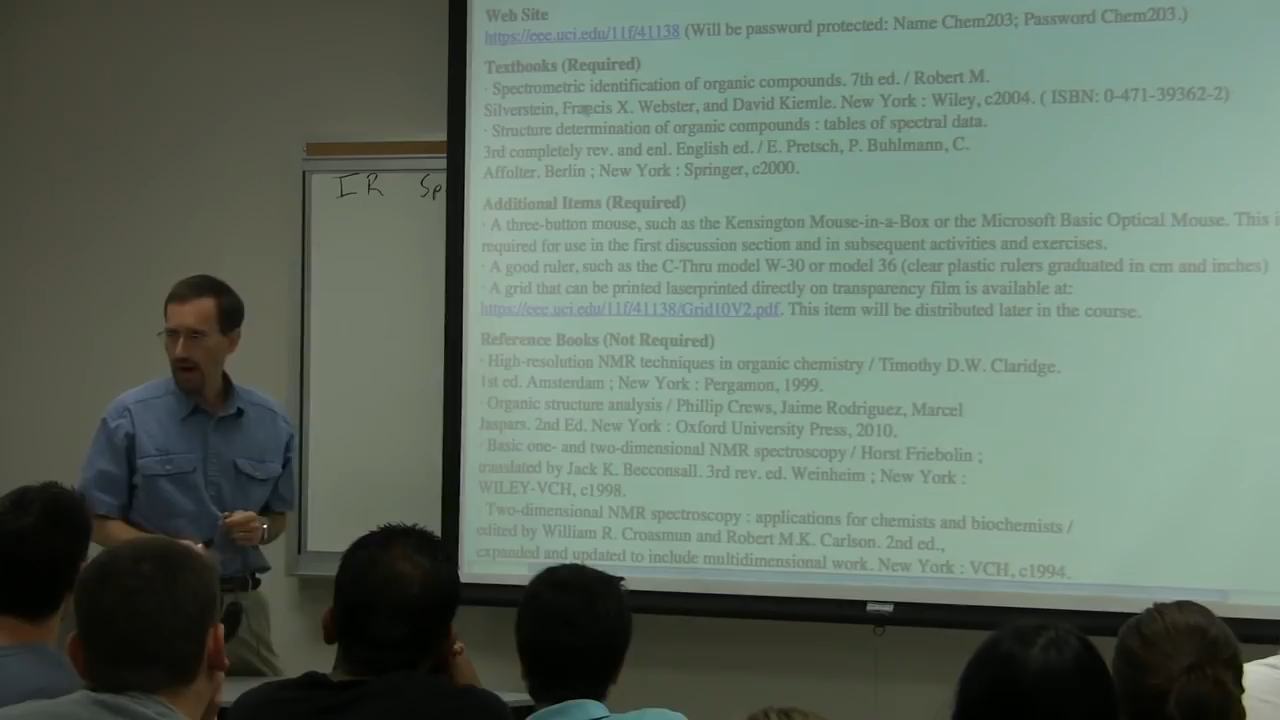 Web Site
https://eee.uci.edu/11f/41138 (Will be password protected: Name Chem203; Password Chem203.)
Textbooks (Required)
· Spectrometric identification of organic compounds. 7th ed. / Robert M.
Silverstein, Francis X. Webster, and David Kiemle. New York : Wiley, c2004. ( ISBN: 0-471-39362-2)
· Structure determination of organic compounds : tables of spectral data.
3rd completely rev. and enl. English ed. / E. Pretsch, P. Buhlmann, C.
Affolter. Berlin ; New York : Springer, c2000.
Additional Items (Required)
· A three-button mouse, such as the Kensington Mouse-in-a-Box or the Microsoft Basic Optical Mouse. This i
required for use in the first discussion section and in subsequent activities and exercises.
· A good ruler, such as the C-Thru model W-30 or model 36 (clear plastic rulers graduated in cm and inches)
· A grid that can be printed laserprinted directly on transparency film is available at:
https://eee.uci.edu/11f/41138/Grid10V2.pdf. This item will be distributed later in the course.
Reference Books (Not Required)
· High-resolution NMR techniques in organic chemistry / Timothy D.W. Claridge.
1st ed. Amsterdam ; New York : Pergamon, 1999.
· Organic structure analysis / Phillip Crews, Jaime Rodriguez, Marcel
Jaspars. 2nd Ed. New York : Oxford University Press, 2010.
· Basic one- and two-dimensional NMR spectroscopy / Horst Friebolin ;
translated by Jack K. Becconsall. 3rd rev. ed. Weinheim ; New York :
WILEY-VCH, c1998.
· Two-dimensional NMR spectroscopy : applications for chemists and biochemists /
edited by William R. Croasmun and Robert M.K. Carlson. 2nd ed.,
expanded and updated to include multidimensional work. New York : VCH, c1994.
IR Sp